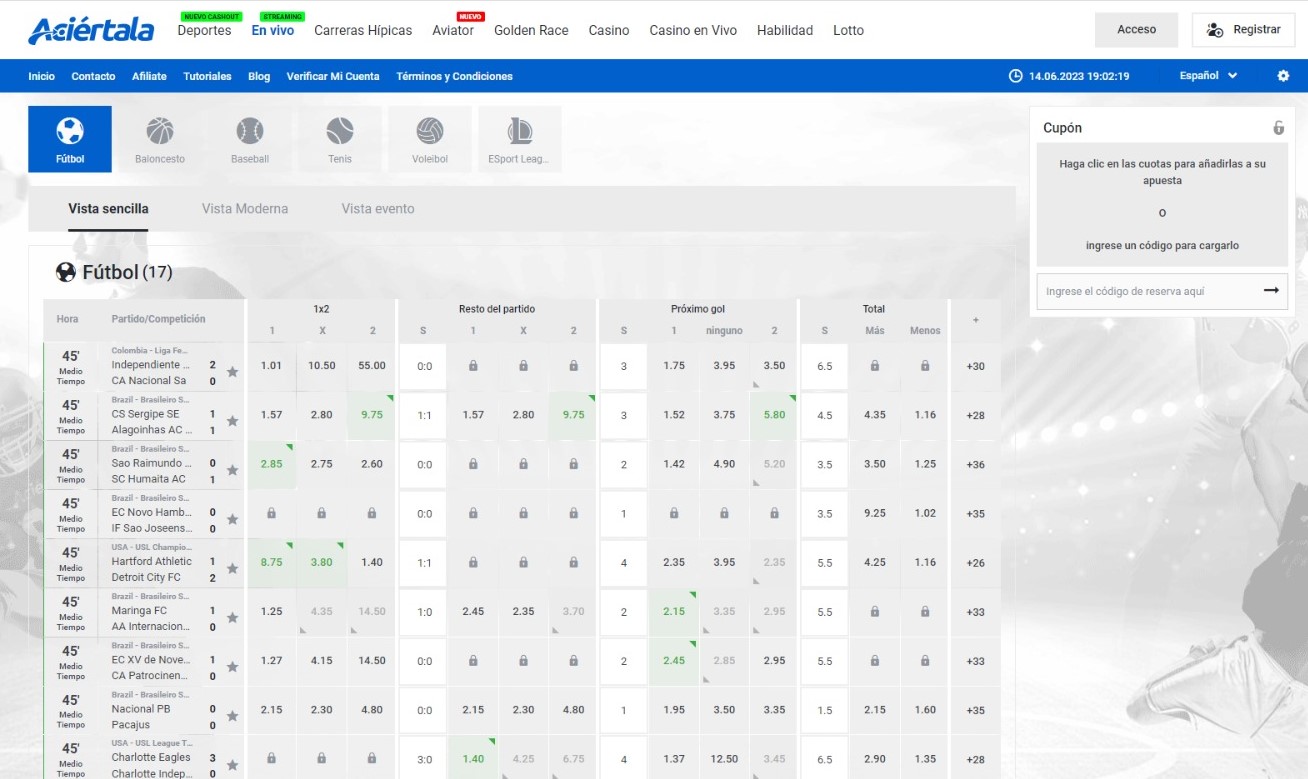 NUEVO CASHOUT STREAMING NUEVO
Aciértala Deportes En vivo Carreras Hípicas Aviator Golden Race Casino Casino en Vivo Habilidad Lotto Acceso Registrar
Inicio Contacto Afiliate Tutoriales Blog Verificar Mi Cuenta Términos y Condiciones 14.06.2023 19:02:19 Español
Fútbol Baloncesto Baseball Tenis Voleibol ESport Leag...
Cupón
Haga clic en las cuotas para añadirlas a su
apuesta
O
ingrese un código para cargarlo
Ingrese el código de reserva aquí
Vista sencilla Vista Moderna Vista evento
Fútbol (17)
Hora Partido/Competición 1x2 Resto del partido Próximo gol Total +
1 X 2 S 1 X 2 S 1 ninguno 2 S Más Menos
Colombia - Liga Fe...
45' Independiente ... 2 1.01 10.50 55.00 0:0 3 1.75 3.95 3.50 6.5 +30
Medio Tiempo CA Nacional Sa 0
Brazil - Brasileiro S...
45' CS Sergipe SE 1 1.57 2.80 9.75 1:1 1.57 2.80 9.75 3 1.52 3.75 5.80 4.5 4.35 1.16 +28
Medio Tiempo Alagoinhas AC ... 1
Brazil - Brasileiro S...
45' Sao Raimundo ... 0 2.85 2.75 2.60 0:0 2 1.42 4.90 5.20 3.5 3.50 1.25 +36
Medio Tiempo SC Humaita AC 1
Brazil - Brasileiro S...
45' EC Novo Hamb... 0 0:0 1 3.5 9.25 1.02 +35
Medio Tiempo IF Sao Joseens... 0
USA - USL Champio...
45' Hartford Athletic 1 8.75 3.80 1.40 1:1 4 2.35 3.95 2.35 5.5 4.25 1.16 +26
Medio Tiempo Detroit City FC 2
Brazil - Brasileiro S...
45' Maringa FC 1 1.25 4.35 14.50 1:0 2.45 2.35 3.70 2 2.15 3.35 2.95 5.5 +33
Medio Tiempo AA Internacion... 0
Brazil - Brasileiro S...
45' EC XV de Nove... 1 1.27 4.15 14.50 0:0 2 2.45 2.85 2.95 5.5 +33
Medio Tiempo CA Patrocinen... 0
Brazil - Brasileiro S...
45' Nacional PB 0 2.15 2.30 4.80 0:0 2.15 2.30 4.80 1 1.95 3.50 3.35 1.5 2.15 1.60 +35
Medio Tiempo Pacajus 0
USA - USL League T...
45' Charlotte Eagles 3 3:0 1.40 4.25 6.75 4 1.37 12.50 3.45 6.5 2.90 1.35 +28
Medio Tiempo Charlotte Indep... 0